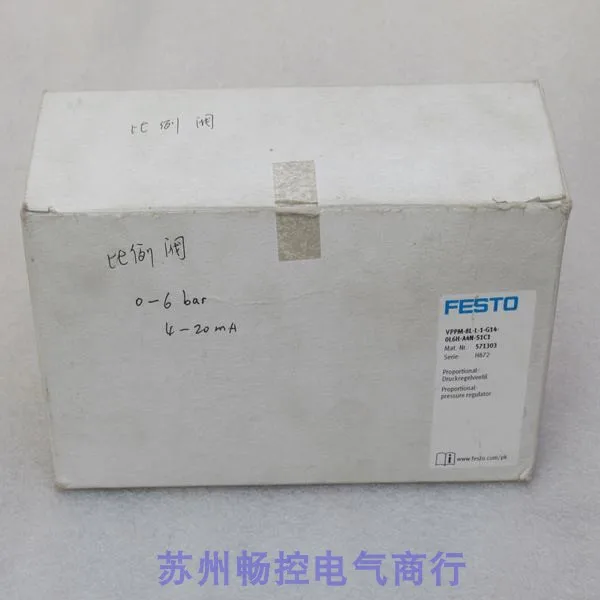 比例阀
比例阀
0-6 bar
4-20mA
FESTO
VPPM-8L-L-1-G14-
0L6H-A4N-S1C1
Mat. Nr. 571303
Serie H872
Proportional-
Druckregelventil
Proportional-
pressure regulator
www.festo.com/pk
苏州畅控电气商行